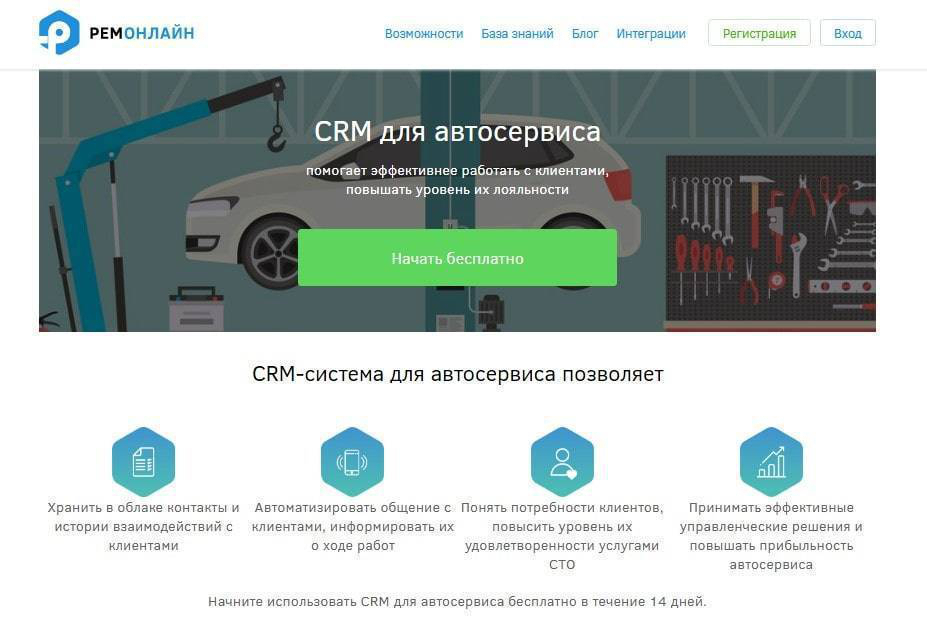 РЕМОНЛАЙН
Возможности База знаний Блог Интеграции Регистрация Вход
CRM для автосервиса
помогает эффективнее работать с клиентами,
повышать уровень их лояльности
Начать бесплатно
CRM-система для автосервиса позволяет
Хранить в облаке контакты и
истории взаимодействий с
клиентами
Автоматизировать общение с
клиентами, информировать их
о ходе работ
Понять потребности клиентов,
повысить уровень их
удовлетворенности услугами
СТО
Принимать эффективные
управленческие решения и
повышать прибыльность
автосервиса
Начните использовать CRM для автосервиса бесплатно в течение 14 дней.